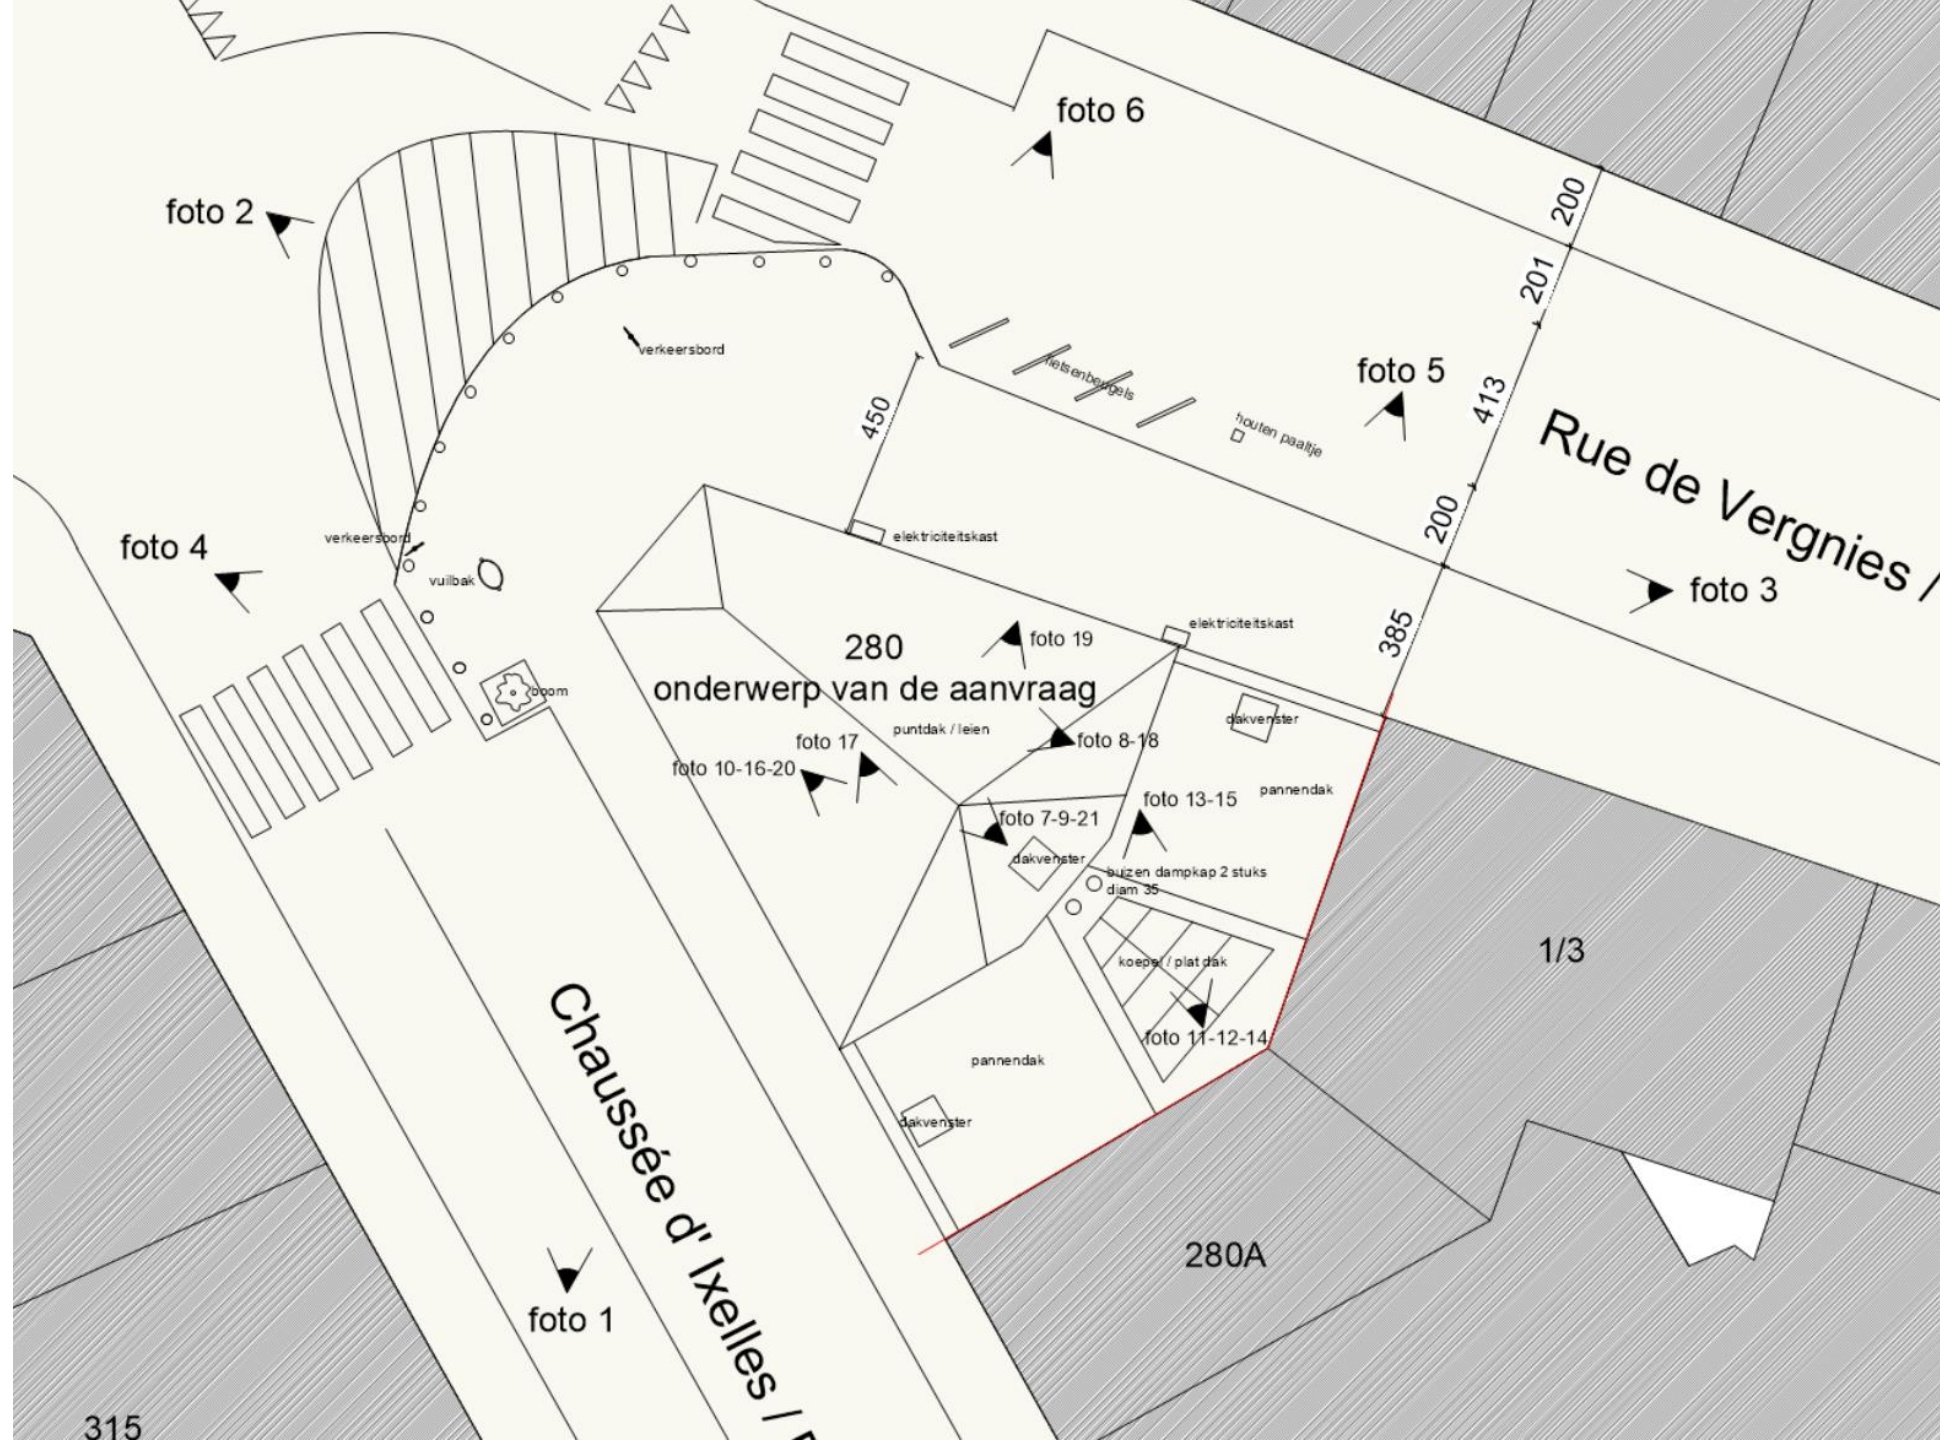 foto 6
200
foto 2
201
verkeersbord
fietsenbeugels
foto 5
413
450
houten paaltje
Rue de Vergnies /
200
elektriciteitskast
foto 4
verkeersbord
vuilbak
foto 3
elektriciteitskast
385
280
foto 19
onderwerp van de aanvraag
boom
dakvenster
puntdak / leien
foto 17
foto 8-18
foto 10-16-20
pannendak
foto 13-15
foto 7-9-21
dakvenster
buizen dampkap 2 stuks
diam 35
1/3
koepel / plat dak
foto 11-12-14
pannendak
Chaussée d' Ixelles /
dakvenster
280A
foto 1
315